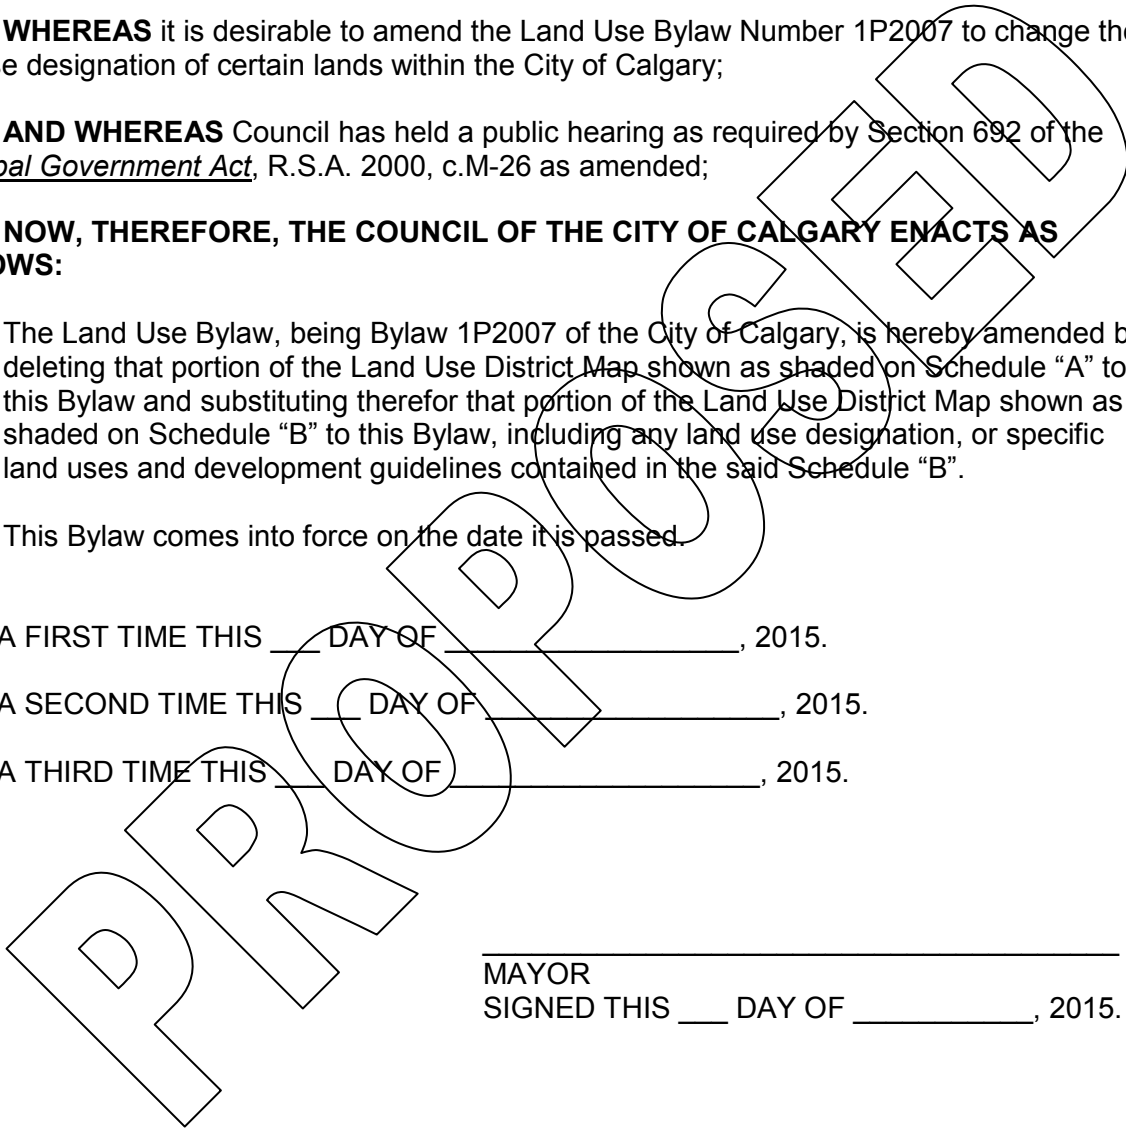 WHEREAS it is desirable to amend the Land Use Bylaw Number 1P2007 to change the
se designation of certain lands within the City of Calgary;
AND WHEREAS Council has held a public hearing as required by Section 692 of the
pal Government Act, R.S.A. 2000, c.M-26 as amended;
NOW, THEREFORE, THE COUNCIL OF THE CITY OF CALGARY ENACTS AS
OWS:
The Land Use Bylaw, being Bylaw 1P2007 of the City of Calgary, is hereby amended b
deleting that portion of the Land Use District Map shown as shaded on Schedule “A” to
this Bylaw and substituting therefor that portion of the Land Use District Map shown as
shaded on Schedule “B” to this Bylaw, including any land use designation, or specific
land uses and development guidelines contained in the said Schedule “B”.
This Bylaw comes into force on the date it is passed.
A FIRST TIME THIS ___ DAY OF __________________, 2015.
A SECOND TIME THIS ___ DAY OF __________________, 2015.
A THIRD TIME THIS ___ DAY OF ___________________, 2015.
MAYOR
SIGNED THIS ___ DAY OF ___________, 2015.
PROPOSED